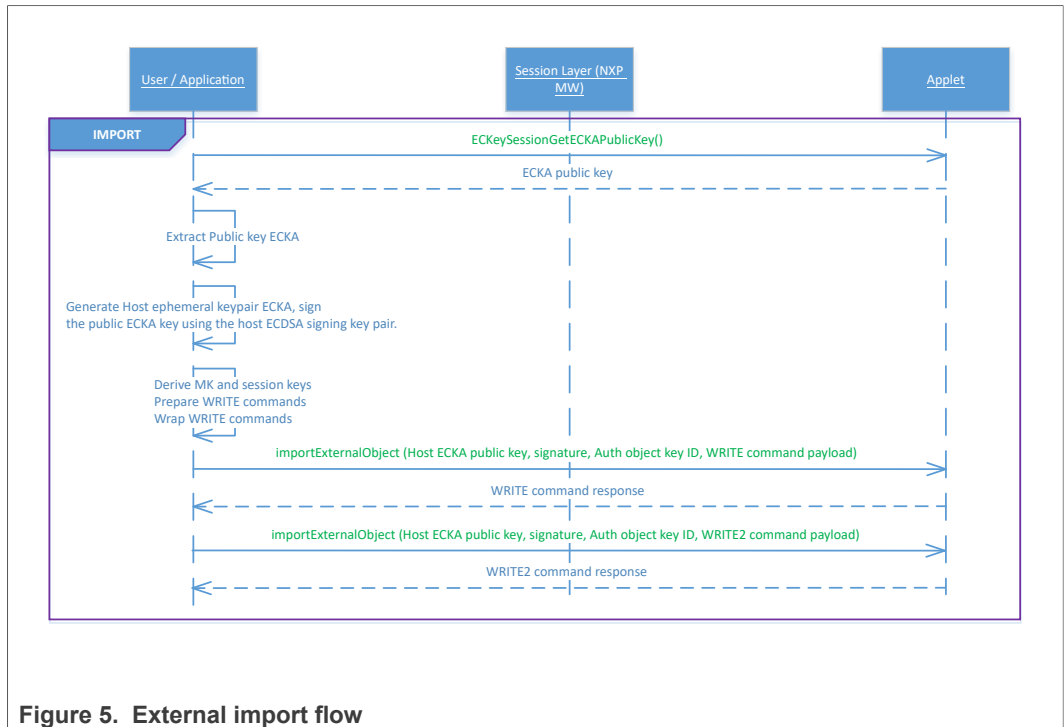 User / Application
Session Layer (NXP
MW)
Applet
IMPORT
ECKeySessionGetECKAPublicKey()
ECKA public key
Extract Public key ECKA
Generate Host ephemeral keypair ECKA, sign
the public ECKA key using the host ECDSA signing key pair.
Derive MK and session keys
Prepare WRITE commands
Wrap WRITE commands
importExternalObject (Host ECKA public key, signature, Auth object key ID, WRITE command payload)
WRITE command response
importExternalObject (Host ECKA public key, signature, Auth object key ID, WRITE2 command payload)
WRITE2 command response
Figure 5. External import flow